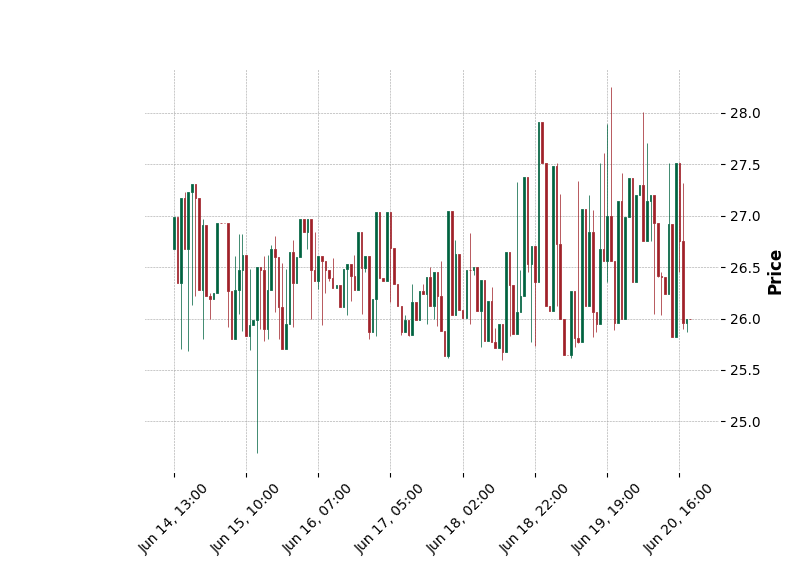 28.0
27.5
27.0
26.5
26.0
25.5
25.0
Price
Jun 14, 13:00
Jun 15, 10:00
Jun 16, 07:00
Jun 17, 05:00
Jun 18, 02:00
Jun 18, 22:00
Jun 19, 19:00
Jun 20, 16:00